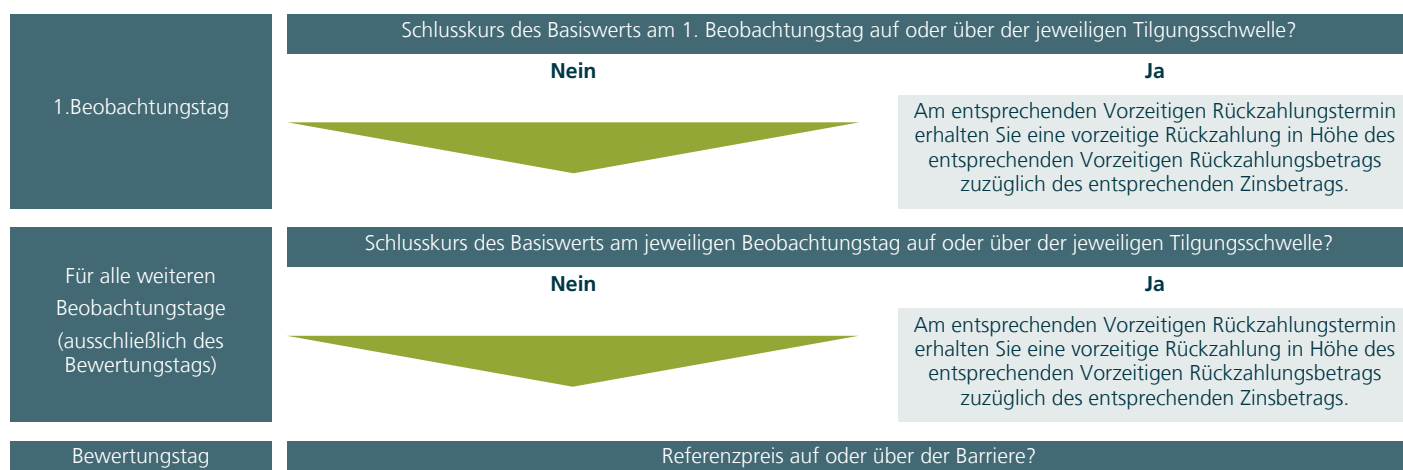 1.Beobachtungstag
Schlusskurs des Basiswerts am 1. Beobachtungstag auf oder über der jeweiligen Tilgungsschwelle?
Nein
Ja
Am entsprechenden Vorzeitigen Rückzahlungstermin
erhalten Sie eine vorzeitige Rückzahlung in Höhe des
entsprechenden Vorzeitigen Rückzahlungsbetrags
zuzüglich des entsprechenden Zinsbetrags.
Für alle weiteren
Beobachtungstage
(ausschließlich des
Bewertungstags)
Schlusskurs des Basiswerts am jeweiligen Beobachtungstag auf oder über der jeweiligen Tilgungsschwelle?
Nein
Ja
Am entsprechenden Vorzeitigen Rückzahlungstermin
erhalten Sie eine vorzeitige Rückzahlung in Höhe des
entsprechenden Vorzeitigen Rückzahlungsbetrags
zuzüglich des entsprechenden Zinsbetrags.
Bewertungstag
Referenzpreis auf oder über der Barriere?